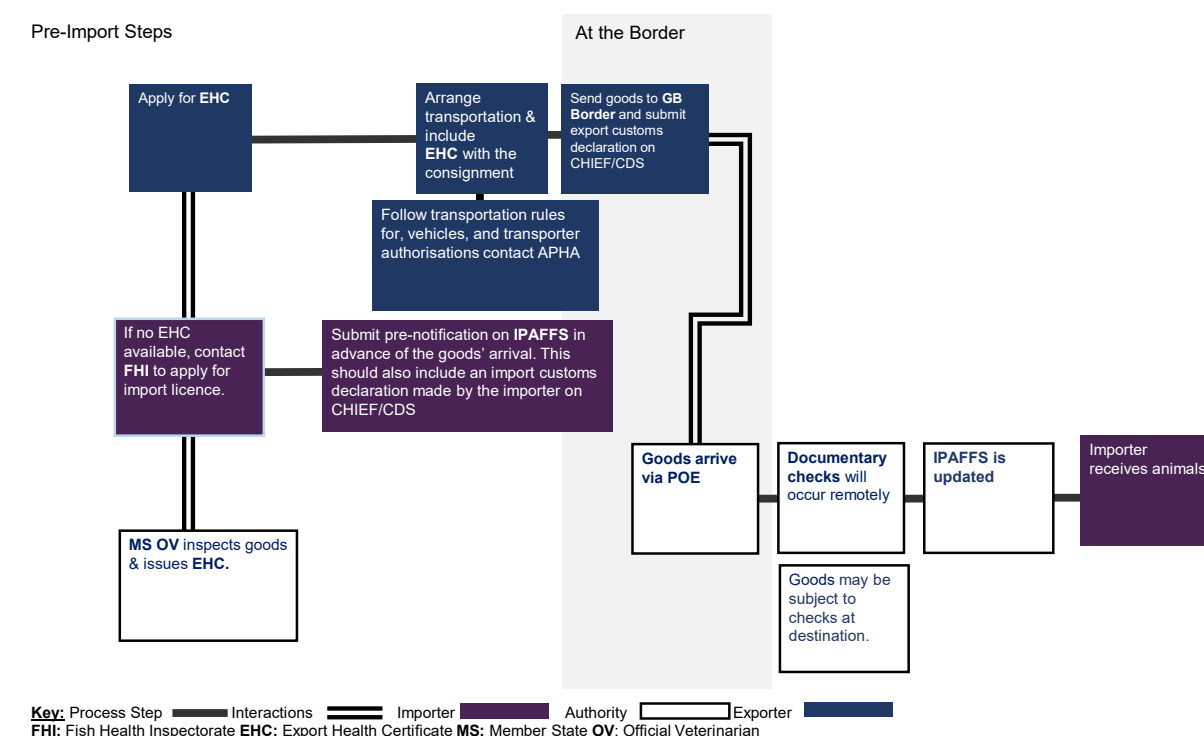 Pre-Import Steps
At the Border
Apply for EHC
Arrange
transportation &
include
EHC with the
consignment
Send goods to GB
Border and submit
export customs
declaration on
CHIEF/CDS
Follow transportation rules
for, vehicles, and transporter
authorisations contact APHA
If no EHC
available, contact
FHI to apply for
import licence.
Submit pre-notification on IPAFFS in
advance of the goods’ arrival. This
should also include an import customs
declaration made by the importer on
CHIEF/CDS
Goods arrive
via POE
Documentary
checks will
occur remotely
IPAFFS is
updated
Importer
receives animals
MS OV inspects goods
& issues EHC.
Goods may be
subject to
checks at
destination.
Key: Process Step Interactions Importer Authority Exporter
FHI: Fish Health Inspectorate EHC: Export Health Certificate MS: Member State OV: Official Veterinarian